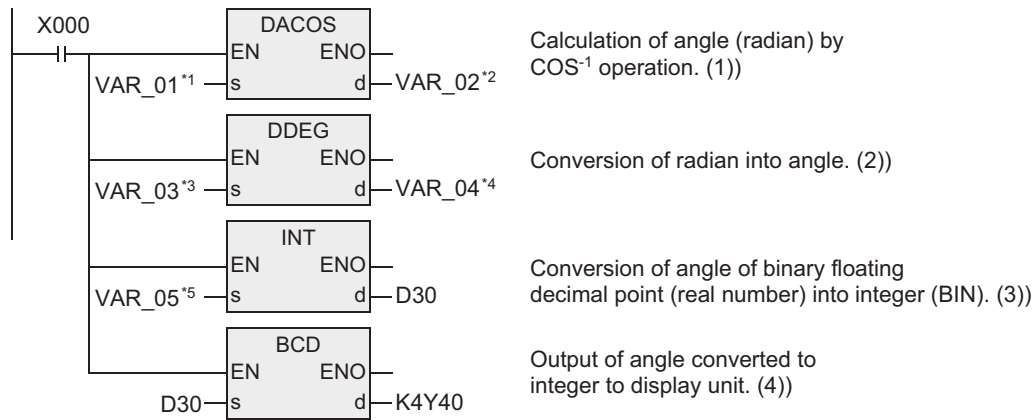 X000
DACOS
EN ENO
VAR_01*1 s d VAR_02*2
Calculation of angle (radian) by
COS-1 operation. (1))
DDEG
EN ENO
VAR_03*3 s d VAR_04*4
Conversion of radian into angle. (2))
INT
EN ENO
VAR_05*5 s d D30
Conversion of angle of binary floating
decimal point (real number) into integer (BIN). (3))
BCD
EN ENO
D30 s d K4Y40
Output of angle converted to
integer to display unit. (4))